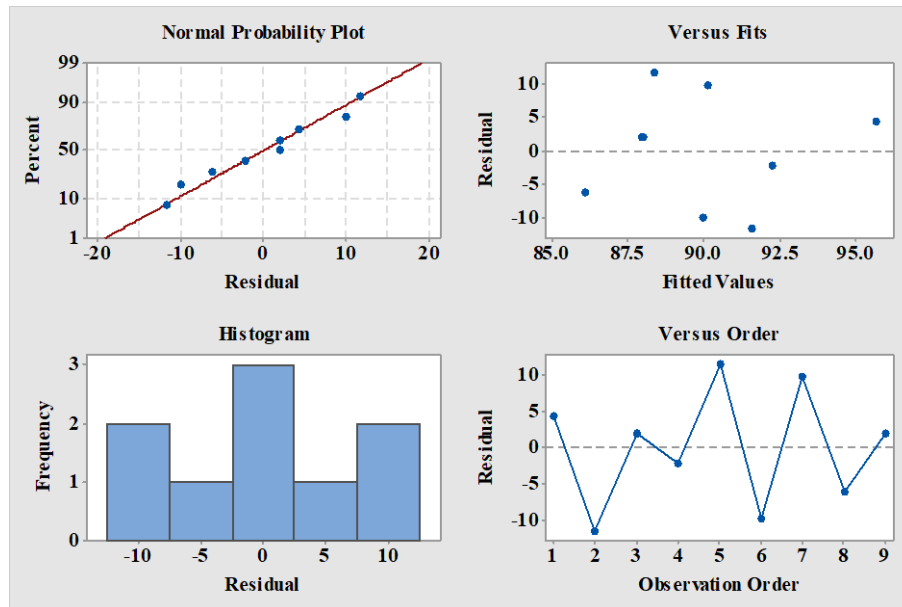 Normal Probability Plot
99
90
50
10
1
Percent
-20 -10 0 10 20
Residual
Versus Fits
10
5
0
-5
-10
Residual
85.0 87.5 90.0 92.5 95.0
Fitted Values
Histogram
3
2
1
0
Frequency
-10 -5 0 5 10
Residual
Versus Order
10
5
0
-5
-10
Residual
1 2 3 4 5 6 7 8 9
Observation Order